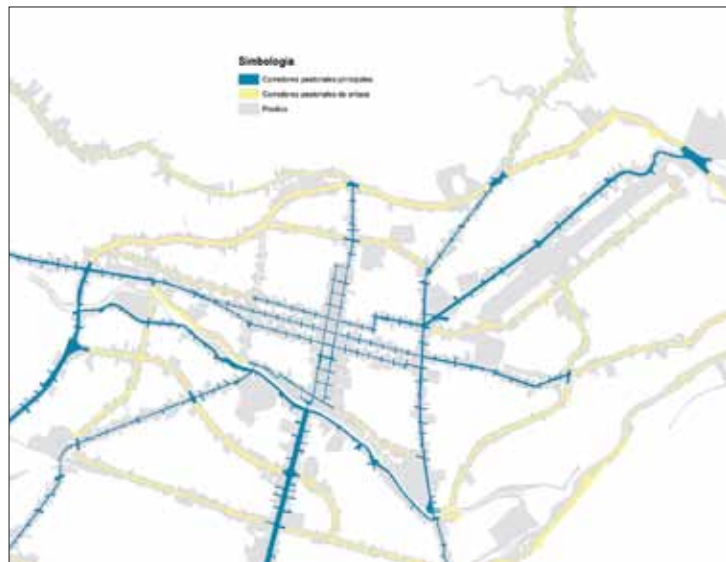 Simbología
Corredores peatonales principales
Corredores peatonales de enlace
Predios